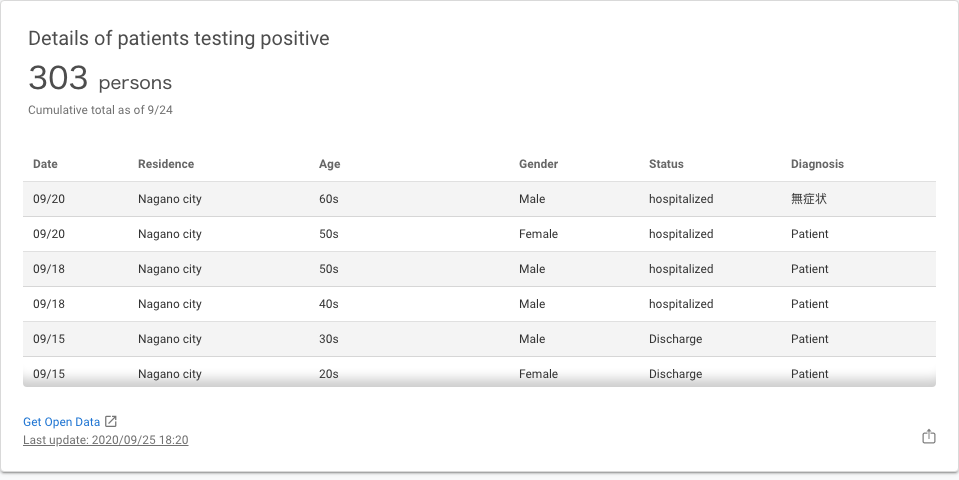 Details of patients testing positive
303 persons
Cumulative total as of 9/24
Date Residence Age Gender Status Diagnosis
09/20 Nagano city 60s Male hospitalized 無症状
09/20 Nagano city 50s Female hospitalized Patient
09/18 Nagano city 50s Male hospitalized Patient
09/18 Nagano city 40s Male hospitalized Patient
09/15 Nagano city 30s Male Discharge Patient
09/15 Nagano city 20s Female Discharge Patient
Get Open Data
Last update: 2020/09/25 18:20